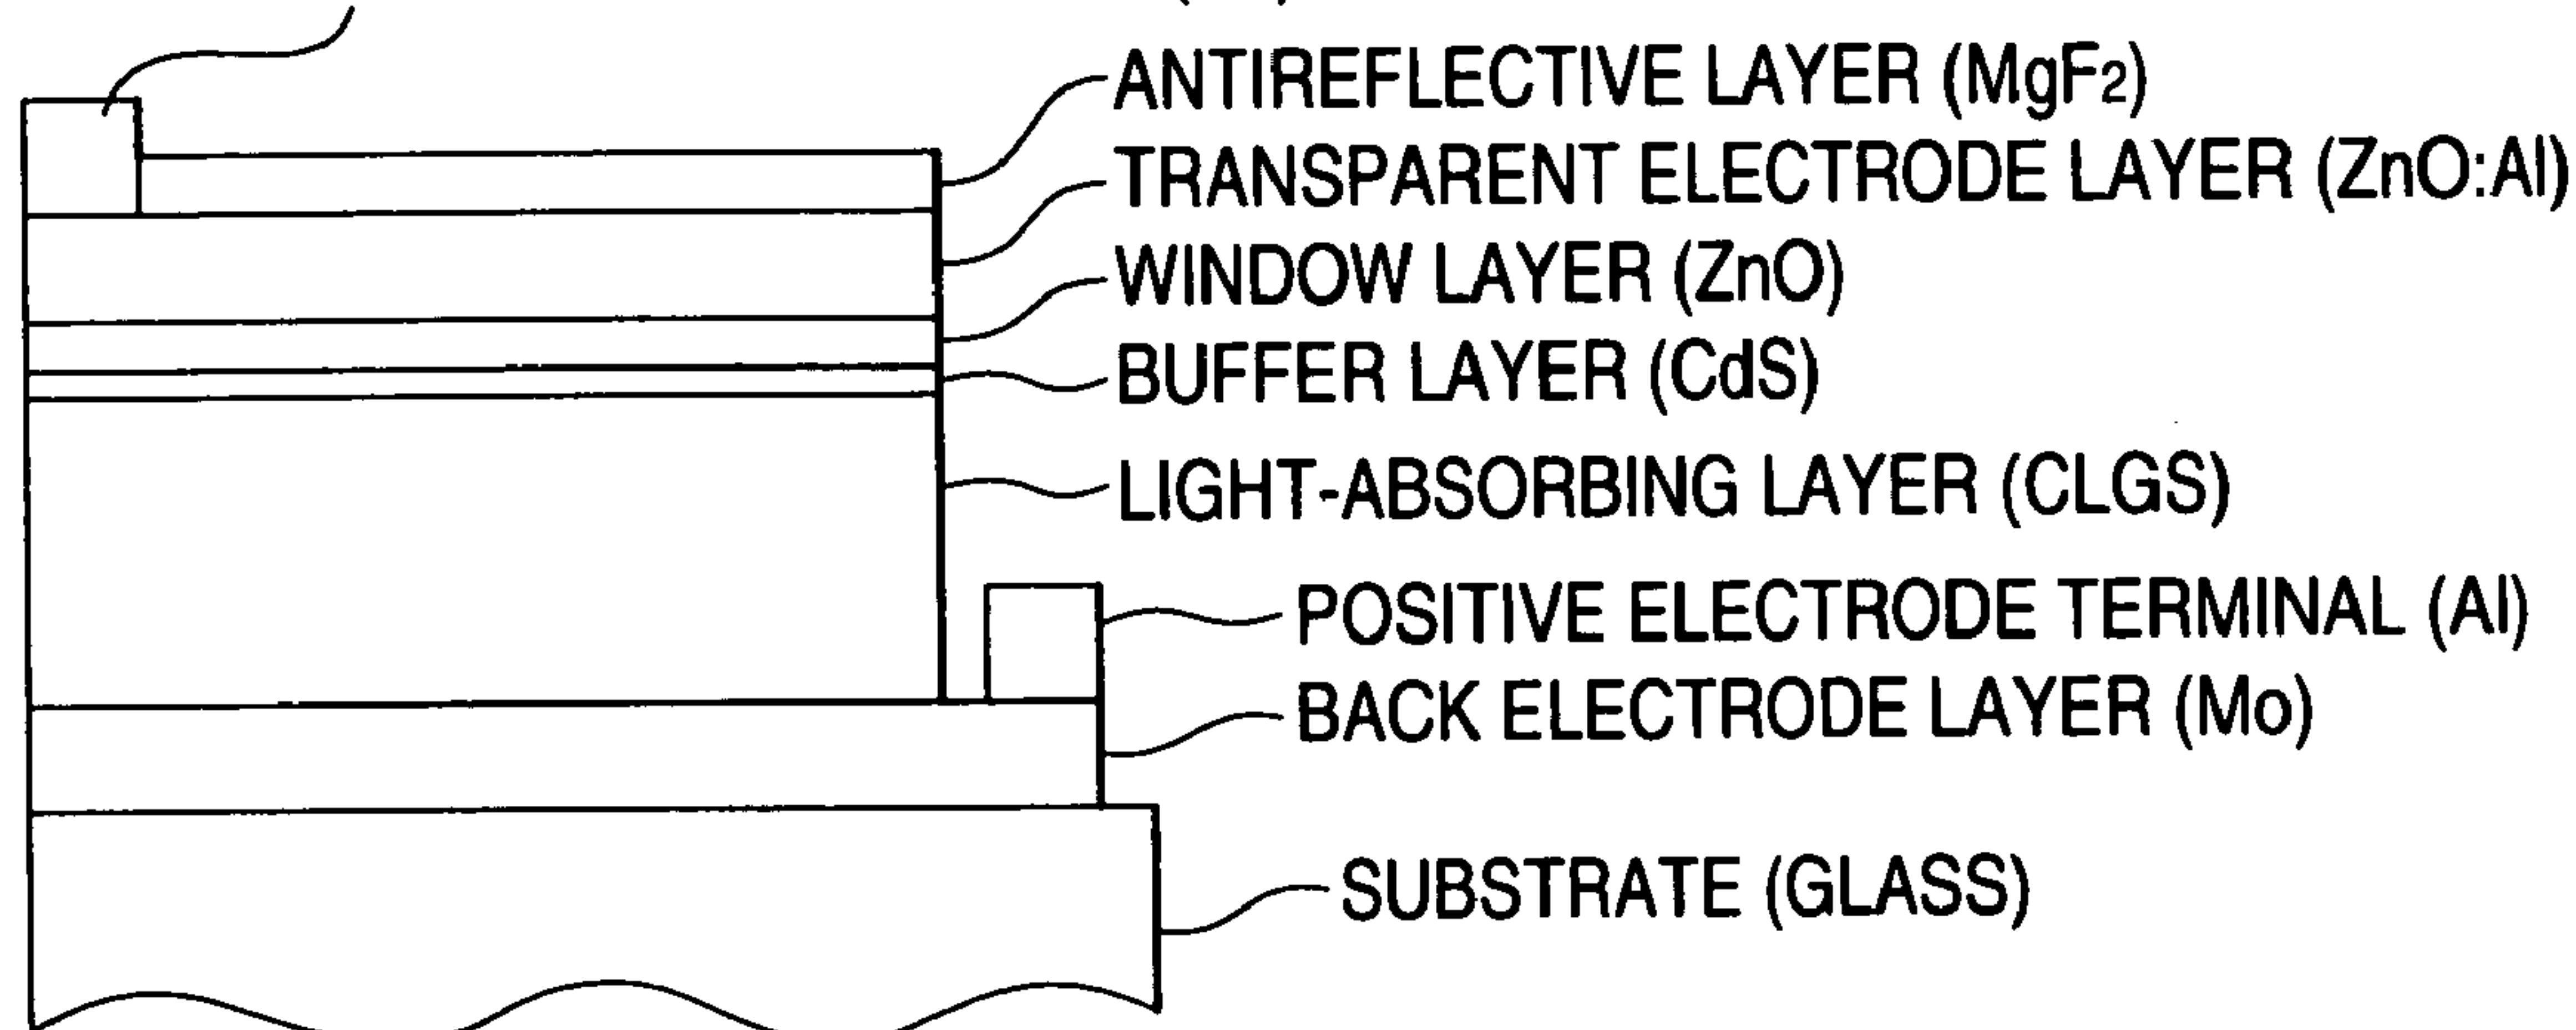 ANTIREFLECTIVE LAYER (MgF2)
TRANSPARENT ELECTRODE LAYER (ZnO:Al)
WINDOW LAYER (ZnO)
BUFFER LAYER (CdS)
LIGHT-ABSORBING LAYER (CLGS)
POSITIVE ELECTRODE TERMINAL (Al)
BACK ELECTRODE LAYER (Mo)
SUBSTRATE (GLASS)